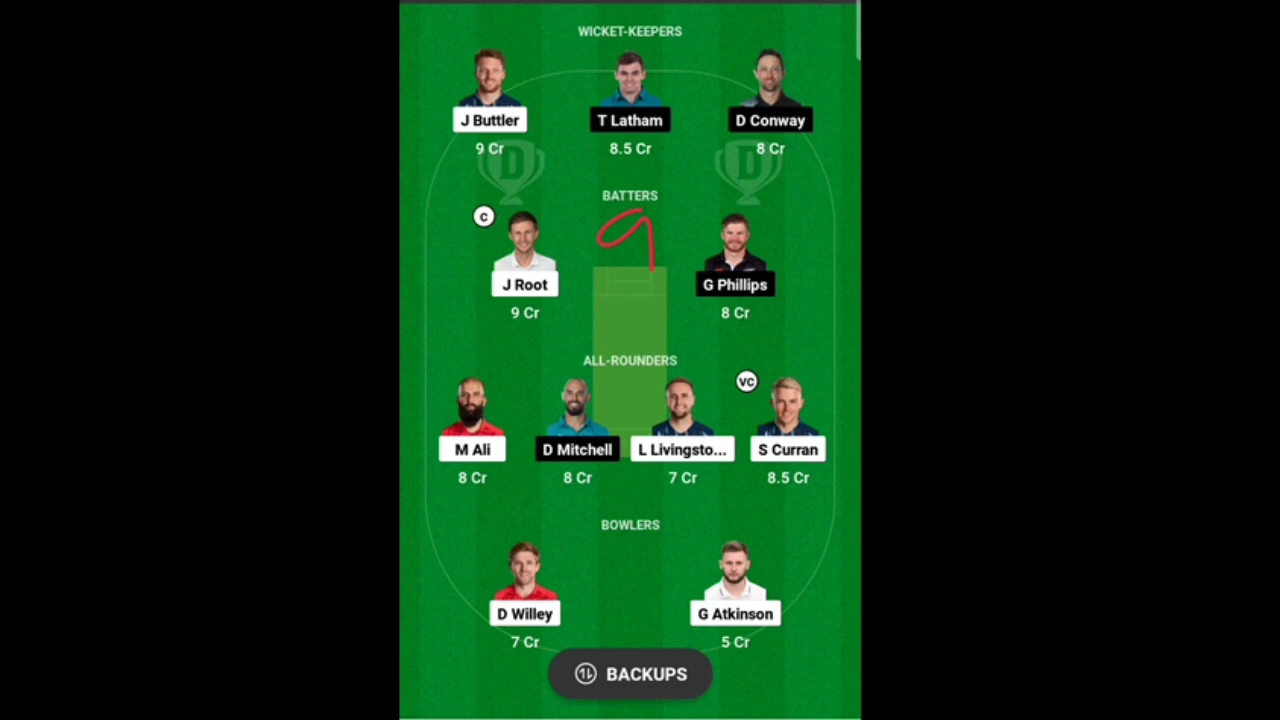 WICKET-KEEPERS
J Buttler T Latham D Conway
9 Cr 8.5 Cr 8 Cr
D D
BATTERS
C 9
J Root G Phillips
9 Cr 8 Cr
ALL-ROUNDERS
VC
M Ali D Mitchell L Livingsto... S Curran
8 Cr 8 Cr 7 Cr 8.5 Cr
BOWLERS
D Willey G Atkinson
7 Cr 5 Cr
BACKUPS